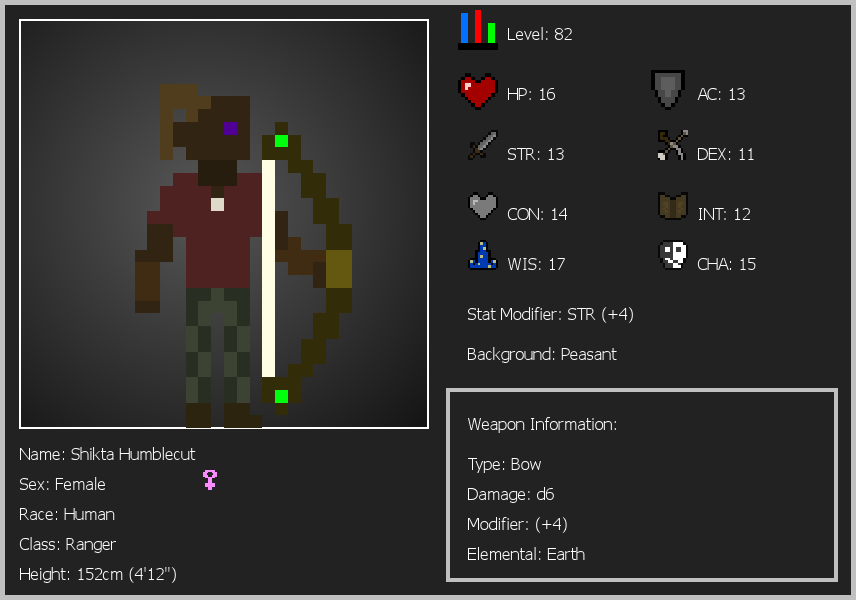 Level: 82
HP: 16
AC: 13
STR: 13
DEX: 11
CON: 14
INT: 12
WIS: 17
CHA: 15
Stat Modifier: STR (+4)
Background: Peasant
Weapon Information:
Type: Bow
Damage: d6
Modifier: (+4)
Elemental: Earth
Name: Shikta Humblecut
Sex: Female
Race: Human
Class: Ranger
Height: 152cm (4'12")